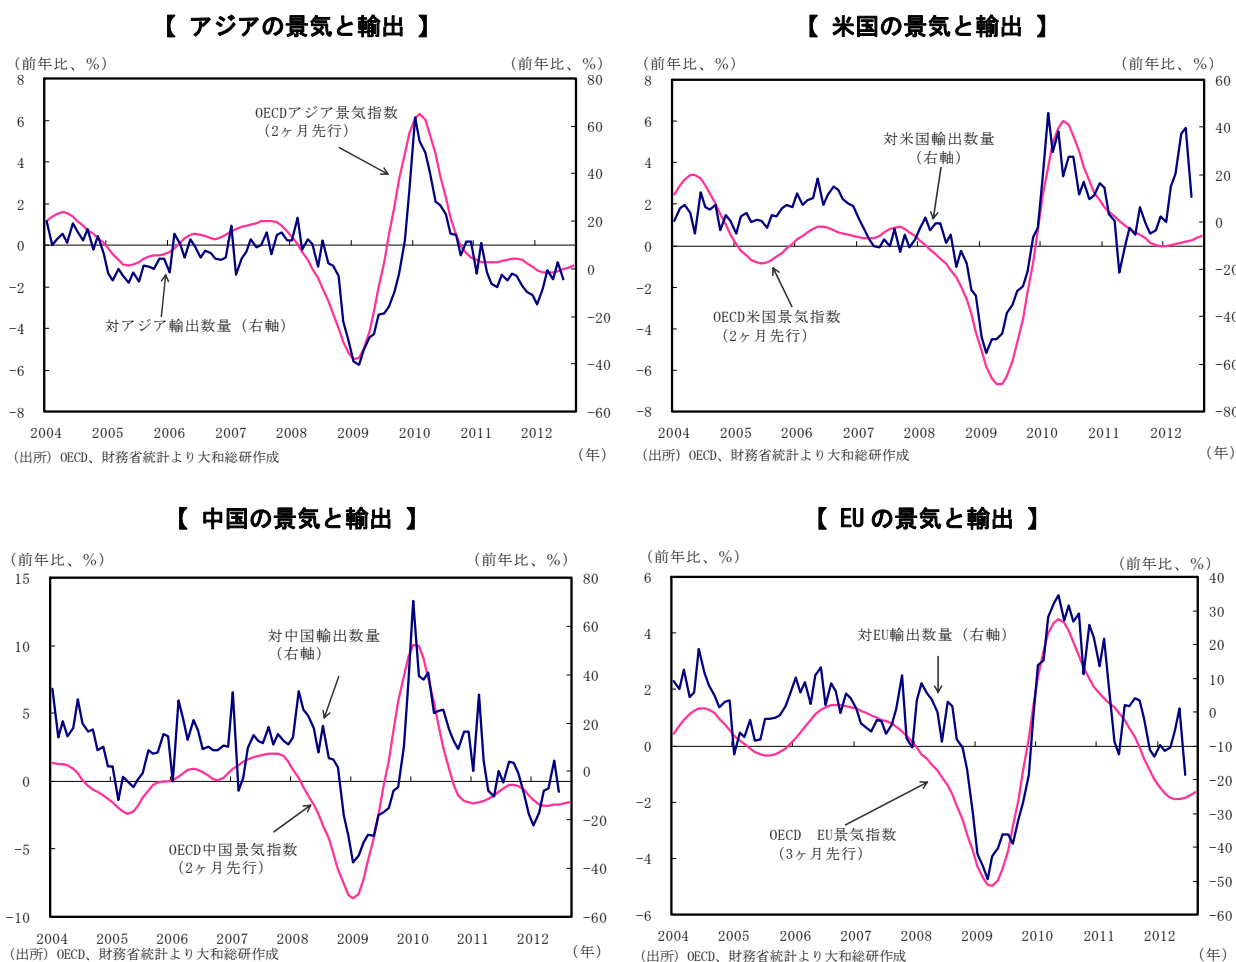 【 アジアの景気と輸出 】
（前年比、%）
（前年比、%）
8
6
4
2
0
−2
−4
−6
−8
80
60
40
20
0
−20
−40
−60
OECDアジア景気指数
（2ヶ月先行）
対アジア輸出数量（右軸）
2004 2005 2006 2007 2008 2009 2010 2011 2012
（年）
（出所）OECD、財務省統計より大和総研作成
【 米国の景気と輸出 】
（前年比、%）
（前年比、%）
8
6
4
2
0
−2
−4
−6
−8
60
40
20
0
−20
−40
−60
−80
対米国輸出数量
（右軸）
OECD米国景気指数
（2ヶ月先行）
2004 2005 2006 2007 2008 2009 2010 2011 2012
（年）
（出所）OECD、財務省統計より大和総研作成
【 中国の景気と輸出 】
（前年比、%）
（前年比、%）
15
10
5
0
−5
−10
80
60
40
20
0
−20
−40
−60
対中国輸出数量
（右軸）
OECD中国景気指数
（2ヶ月先行）
2004 2005 2006 2007 2008 2009 2010 2011 2012
（年）
（出所）OECD、財務省統計より大和総研作成
【 EUの景気と輸出 】
（前年比、%）
（前年比、%）
6
4
2
0
−2
−4
−6
40
30
20
10
0
−10
−20
−30
−40
−50
−60
対EU輸出数量（右軸）
OECD　EU景気指数
（3ヶ月先行）
2004 2005 2006 2007 2008 2009 2010 2011 2012
（年）
（出所）OECD、財務省統計より大和総研作成